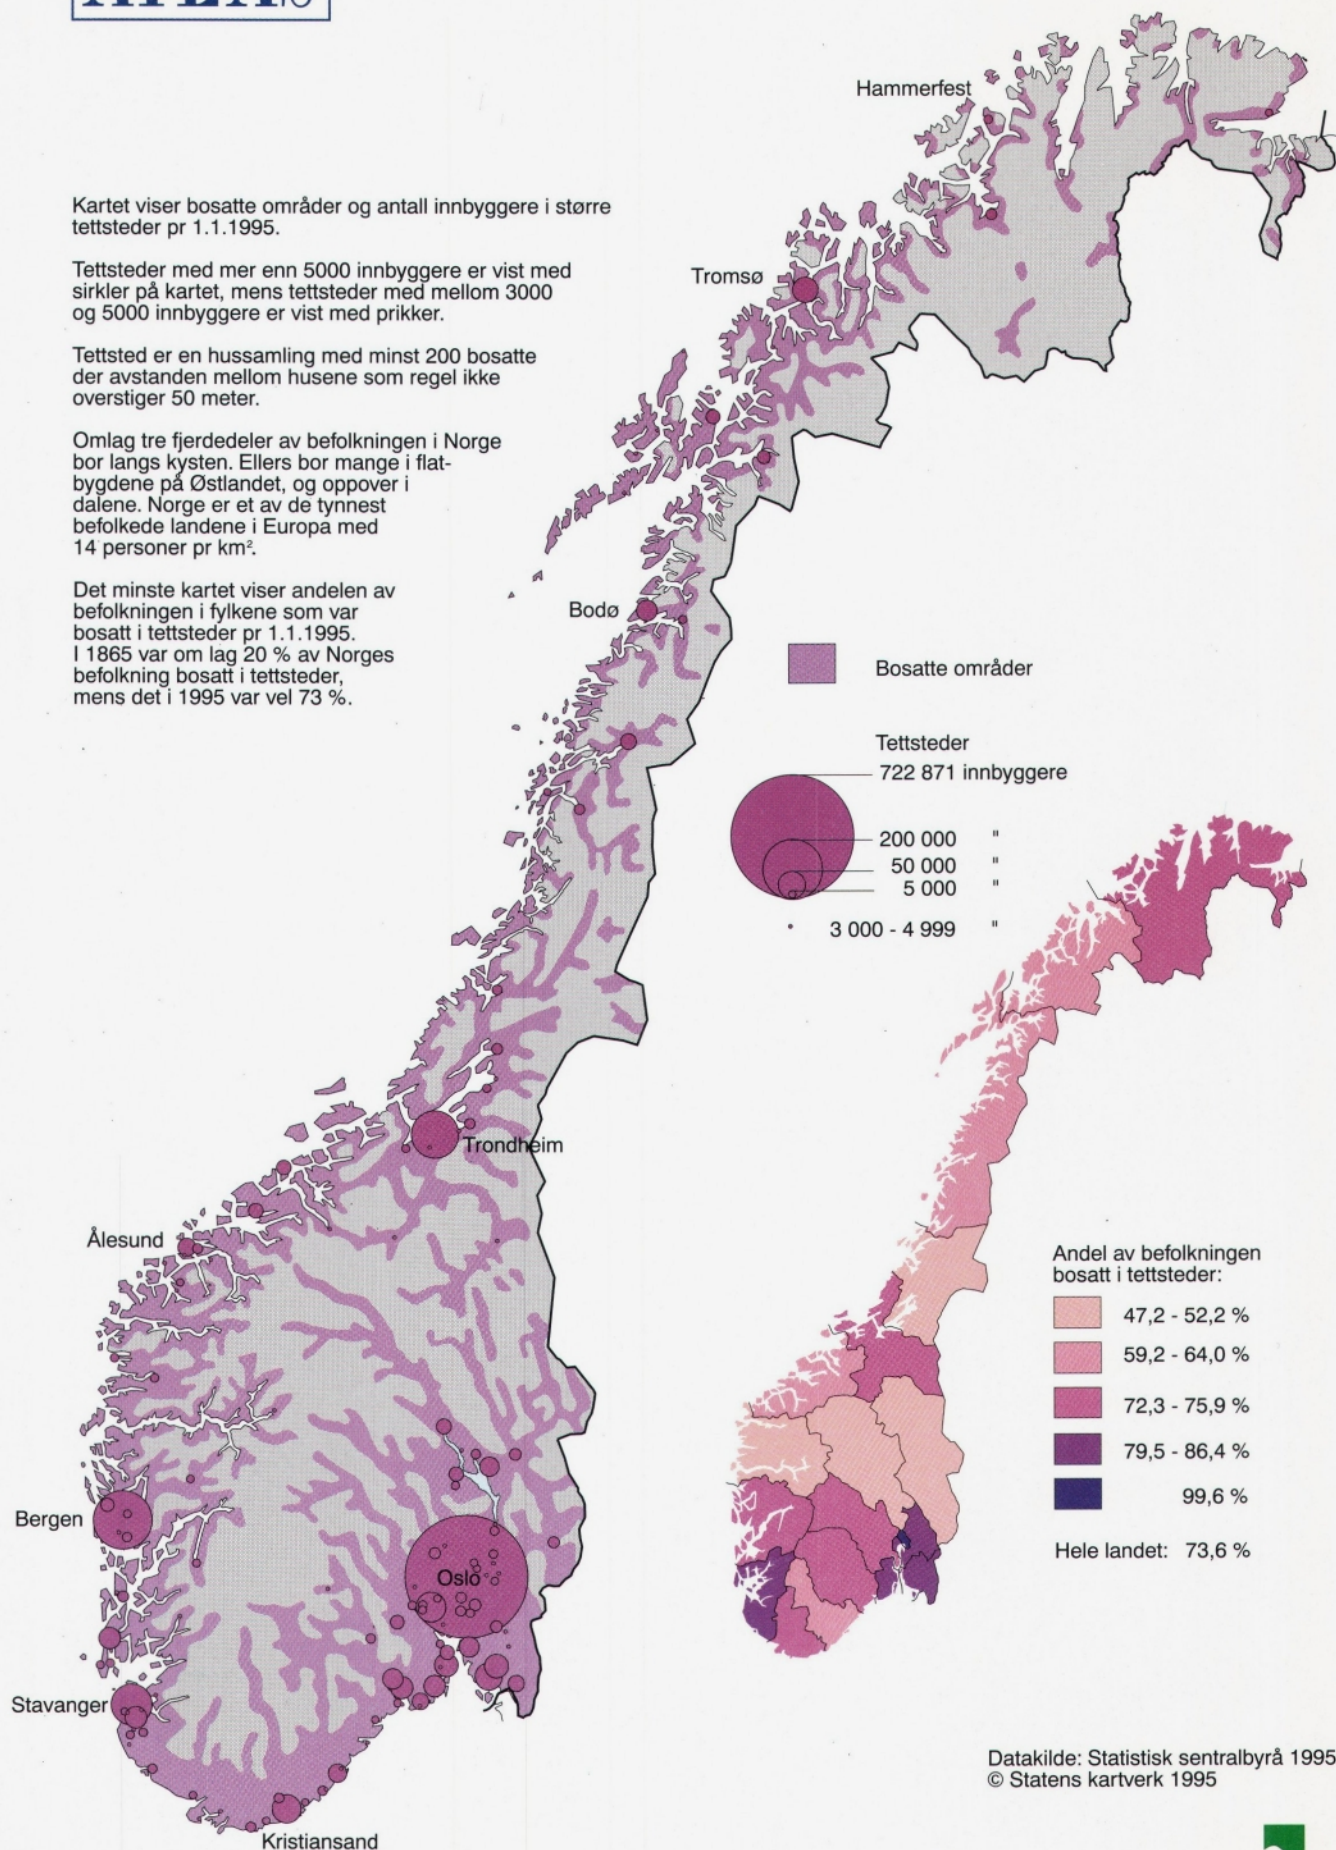 Kartet viser bosatte områder og antall innbyggere i større
tettsteder pr 1.1.1995.
Tettsteder med mer enn 5000 innbyggere er vist med
sirkler på kartet, mens tettsteder med mellom 3000
og 5000 innbyggere er vist med prikker.
Tettsted er en hussamling med minst 200 bosatte
der avstanden mellom husene som regel ikke
overstiger 50 meter.
Omlag tre fjerdedeler av befolkningen i Norge
bor langs kysten. Ellers bor mange i flat-
bygdene på Østlandet, og oppover i
dalene. Norge er et av de tynnest
befolkede landene i Europa med
14 personer pr km².
Det minste kartet viser andelen av
befolkningen i fylkene som var
bosatt i tettsteder pr 1.1.1995.
I 1865 var om lag 20 % av Norges
befolkning bosatt i tettsteder,
mens det i 1995 var vel 73 %.
Hammerfest
Tromsø
Bodø
Trondheim
Ålesund
Bergen
Oslo
Stavanger
Kristiansand
Bosatte områder
Tettsteder
722 871 innbyggere
200 000 "
50 000 "
5 000 "
3 000 - 4 999 "
Andel av befolkningen
bosatt i tettsteder:
47,2 - 52,2 %
59,2 - 64,0 %
72,3 - 75,9 %
79,5 - 86,4 %
99,6 %
Hele landet: 73,6 %
Datakilde: Statistisk sentralbyrå 1995
© Statens kartverk 1995